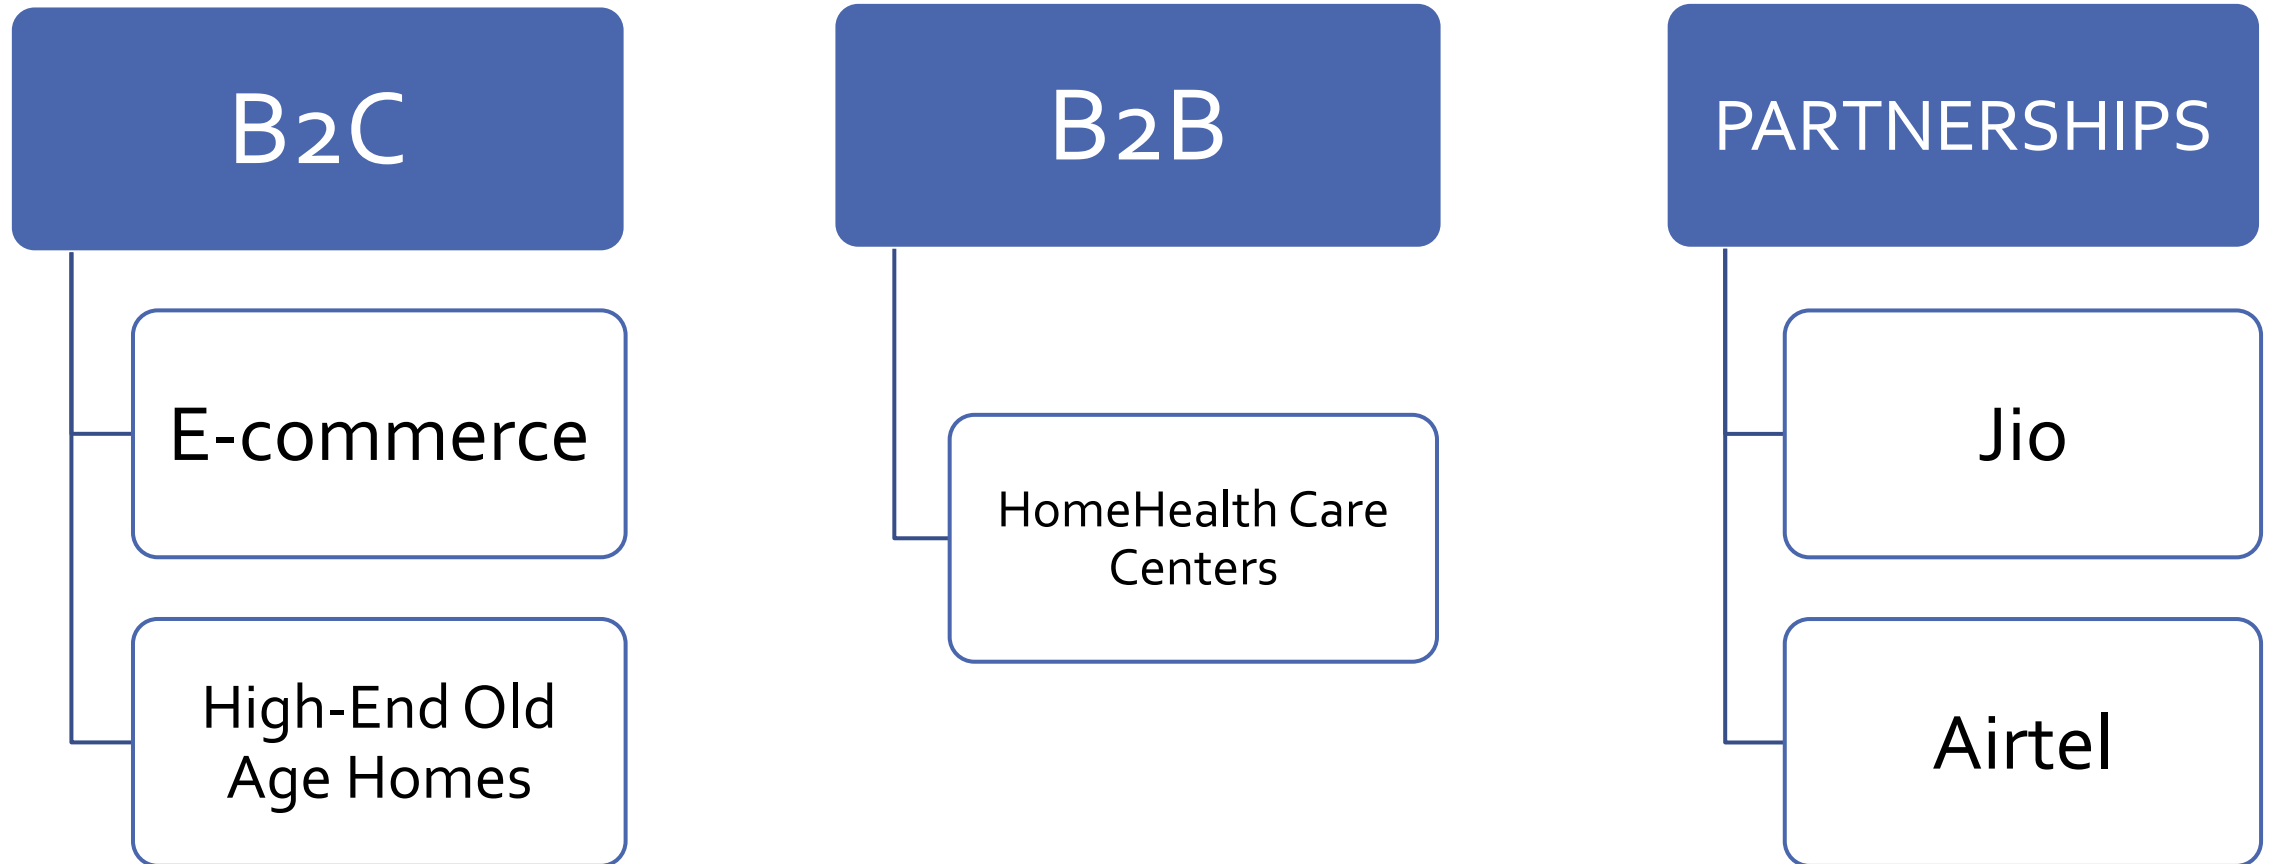 B2C
E-commerce
High-End Old
Age Homes
B2B
HomeHealth Care
Centers
PARTNERSHIPS
Jio
Airtel